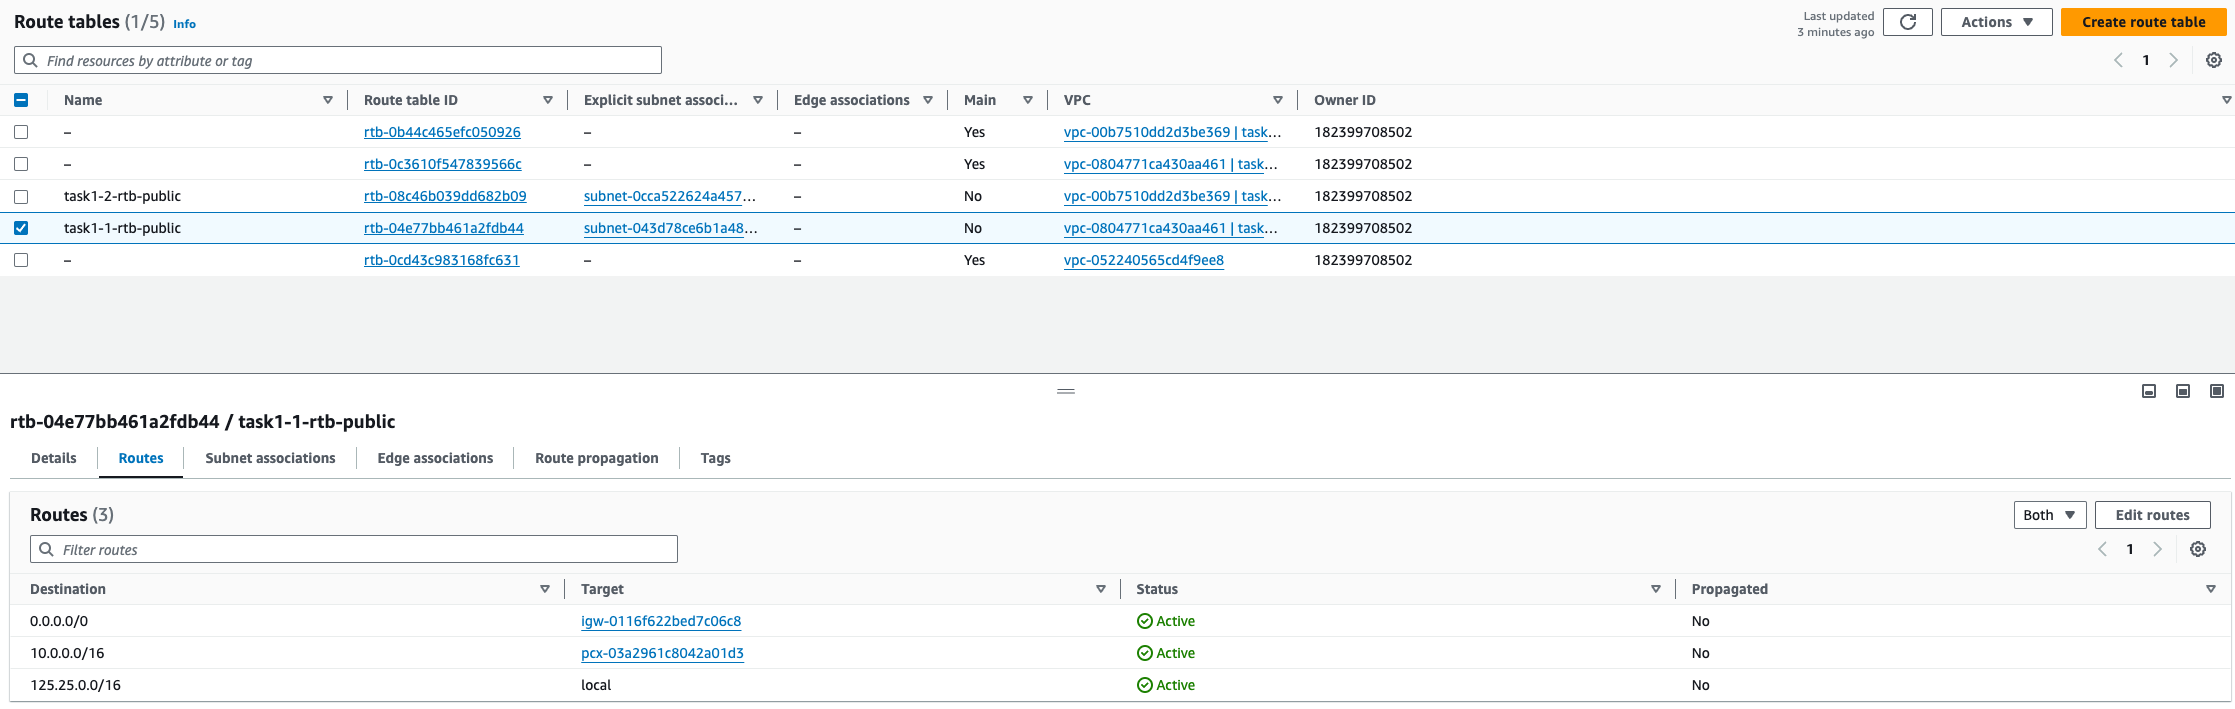 Route tables (1/5) Info
Last updated
3 minutes ago
Actions
Create route table
Find resources by attribute or tag
1
Name Route table ID Explicit subnet associ... Edge associations Main VPC Owner ID
– rtb-0b44c465efc050926 – – Yes vpc-00b7510dd2d3be369 | task... 182399708502
– rtb-0c3610f547839566c – – Yes vpc-0804771ca430aa461 | task... 182399708502
task1-2-rtb-public rtb-08c46b039dd682b09 subnet-0cca522624a457... – No vpc-00b7510dd2d3be369 | task... 182399708502
task1-1-rtb-public rtb-04e77bb461a2fdb44 subnet-043d78ce6b1a48... – No vpc-0804771ca430aa461 | task... 182399708502
– rtb-0cd43c983168fc631 – – Yes vpc-052240565cd4f9ee8 182399708502
rtb-04e77bb461a2fdb44 / task1-1-rtb-public
Details Routes Subnet associations Edge associations Route propagation Tags
Routes (3)
Both Edit routes
Filter routes
1
Destination Target Status Propagated
0.0.0.0/0 igw-0116f622bed7c06c8 Active No
10.0.0.0/16 pcx-03a2961c8042a01d3 Active No
125.25.0.0/16 local Active No